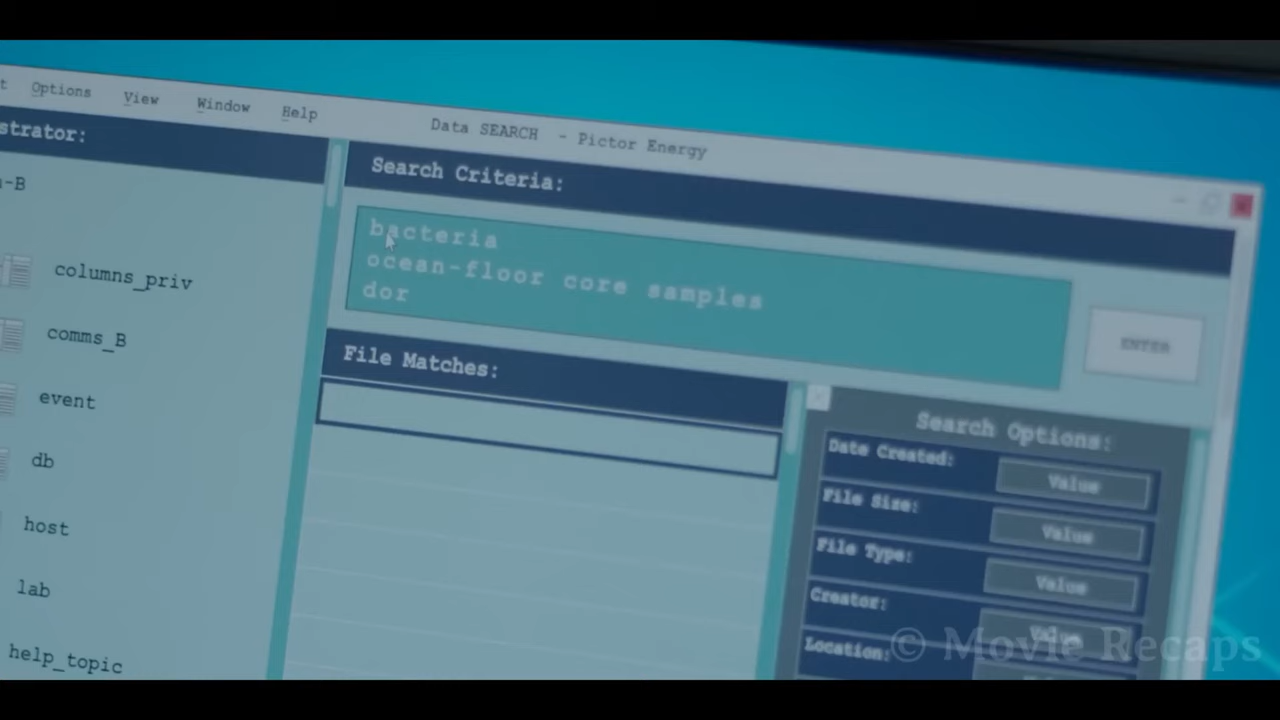 t Options View Window Help
Data SEARCH - Pictor Energy
strator:
-B
columns_priv
comms_B
event
db
host
lab
help_topic
Search Criteria:
bacteria
ocean-floor core samples
dor
ENTER
File Matches:
Search Options:
Date Created: Value
File Size: Value
File Type: Value
Creator: Value
Location:
© Movie Recaps